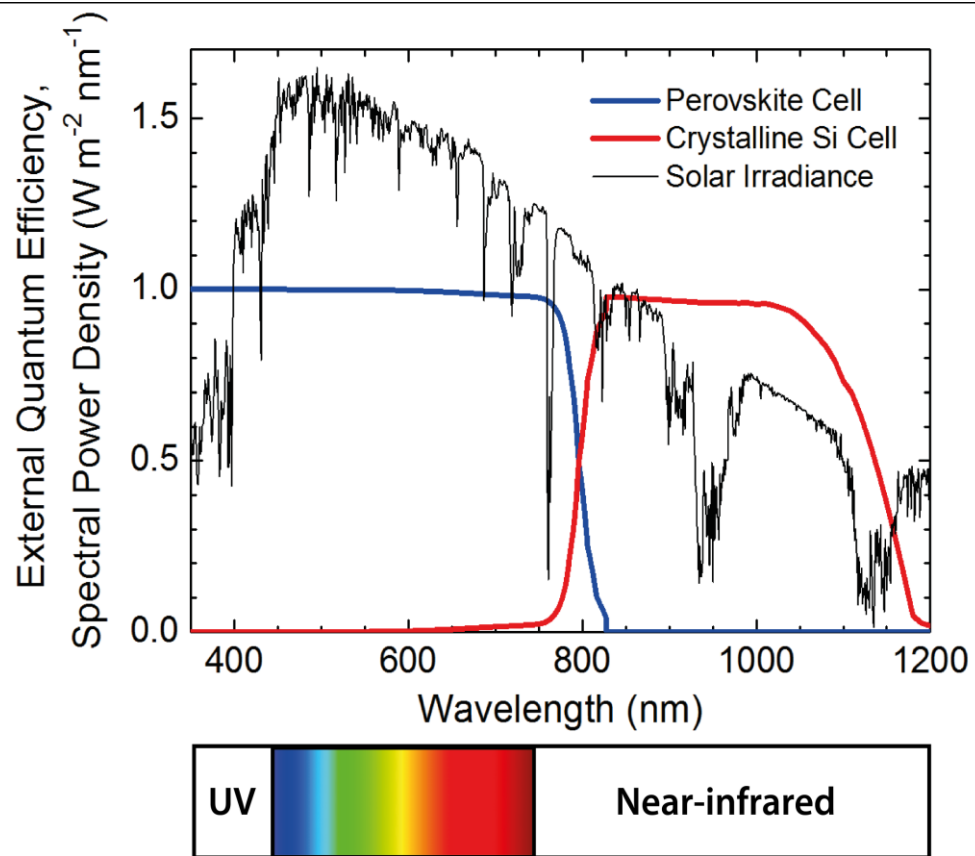 External Quantum Efficiency,
Spectral Power Density (W m⁻² nm⁻¹)
1.5
1.0
0.5
0.0
Perovskite Cell
Crystalline Si Cell
Solar Irradiance
400 600 800 1000 1200
Wavelength (nm)
UV Near-infrared